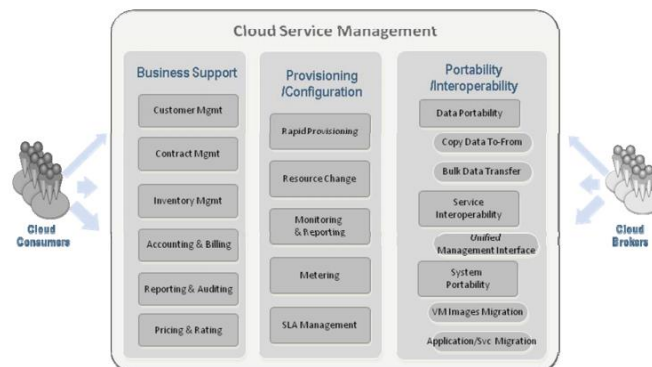 Cloud Service Management
Business Support
Customer Mgmt
Contract Mgmt
Inventory Mgmt
Accounting & Billing
Reporting & Auditing
Pricing & Rating
Provisioning
/Configuration
Rapid Provisioning
Resource Change
Monitoring
& Reporting
Metering
SLA Management
Portability
/Interoperability
Data Portability
Copy Data To-From
Bulk Data Transfer
Service
Interoperability
Unified
Management Interface
System
Portability
VM Images Migration
Application/Svc Migration
Cloud
Consumers
Cloud
Brokers